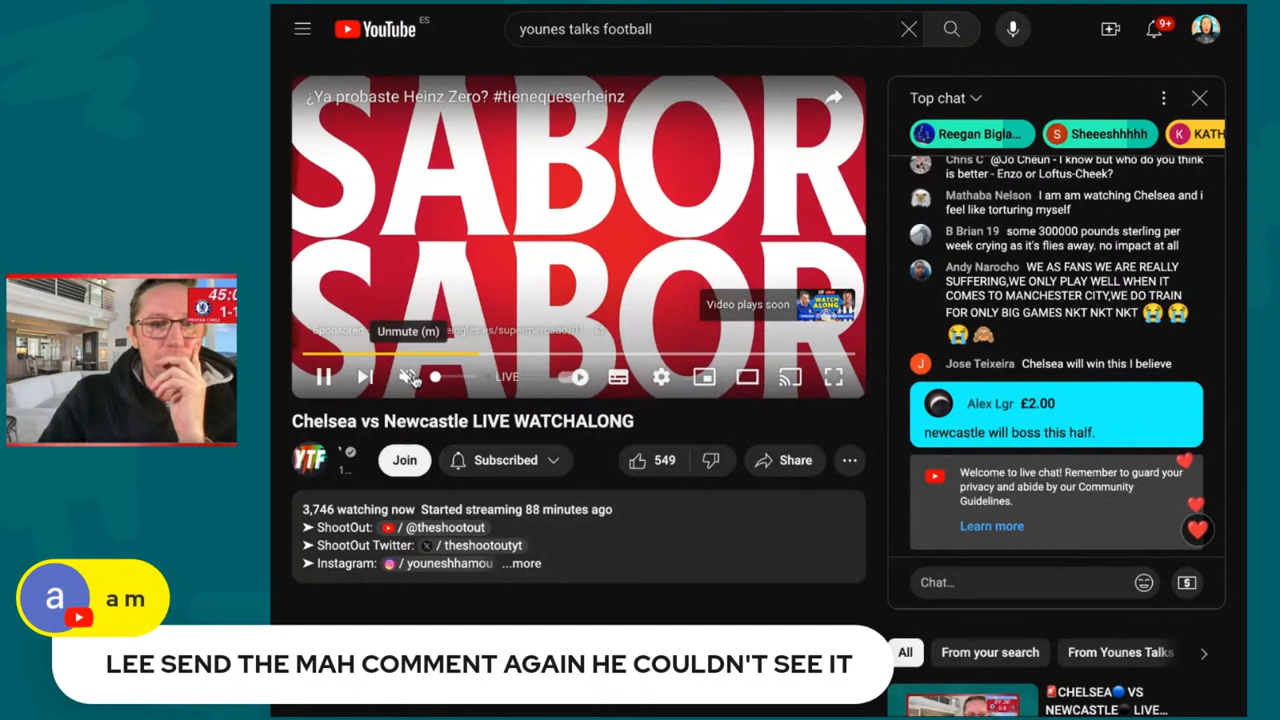 YouTube
ES
younes talks football
9+
¿Ya probaste Heinz Zero? #tienequeserheinz
SABOR
SABOR
Video plays soon
WATCH
ALONG
Sponsored
Unmute (m)
LIVE
Chelsea vs Newcastle LIVE WATCHALONG
YTF
1...
Join
Subscribed
549
Share
3,746 watching now Started streaming 88 minutes ago
➤ ShootOut: / @theshootout
➤ ShootOut Twitter: X / theshootoutyt
➤ Instagram: / youneshhamou ...more
Top chat
Reegan Bigla...
S Sheeeshhhhh
K KATH
Chris C @Jo Cheun - I know but who do you think
is better - Enzo or Loftus-Cheek?
Mathaba Nelson I am am watching Chelsea and i
feel like torturing myself
B Brian 19 some 300000 pounds sterling per
week crying as it's flies away. no impact at all
Andy Narocho WE AS FANS WE ARE REALLY
SUFFERING,WE ONLY PLAY WELL WHEN IT
COMES TO MANCHESTER CITY,WE DO TRAIN
FOR ONLY BIG GAMES NKT NKT NKT 😭 😭
😭 🙈
J Jose Teixeira Chelsea will win this I believe
Alex Lgr £2.00
newcastle will boss this half.
Welcome to live chat! Remember to guard your
privacy and abide by our Community
Guidelines.
Learn more
Chat...
All
From your search
From Younes Talks
🚨CHELSEA🔵 VS
NEWCASTLE⚫ LIVE...
45:0
1-1
a
a m
LEE SEND THE MAH COMMENT AGAIN HE COULDN'T SEE IT